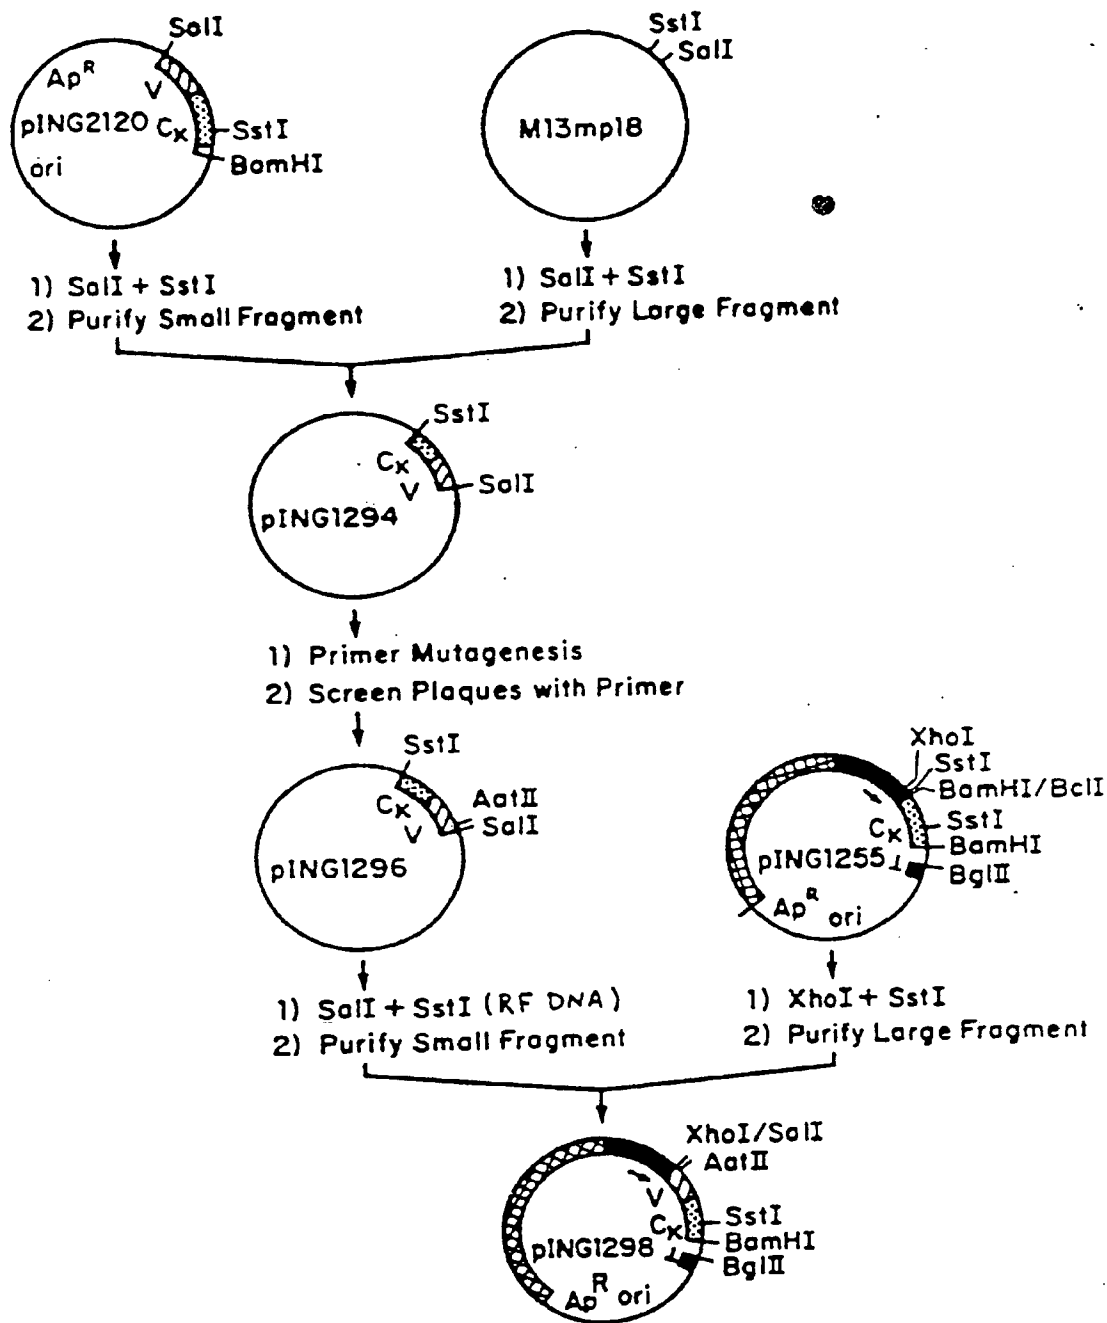 SalI
Ap^R
V
pING2120
Cκ
SstI
ori
BamHI
SstI
SalI
M13mp18
1) SalI + SstI
2) Purify Small Fragment
1) SalI + SstI
2) Purify Large Fragment
SstI
Cκ
V
SalI
pING1294
1) Primer Mutagenesis
2) Screen Plaques with Primer
SstI
AatII
SalI
Cκ
V
pING1296
XhoI
SstI
BamHI/BclI
SstI
Cκ
BamHI
pING1255
T
BglII
Ap^R ori
1) SalI + SstI (RF DNA)
2) Purify Small Fragment
1) XhoI + SstI
2) Purify Large Fragment
XhoI/SalI
AatII
V
Cκ
SstI
BamHI
pING1298
T
BglII
Ap^R ori